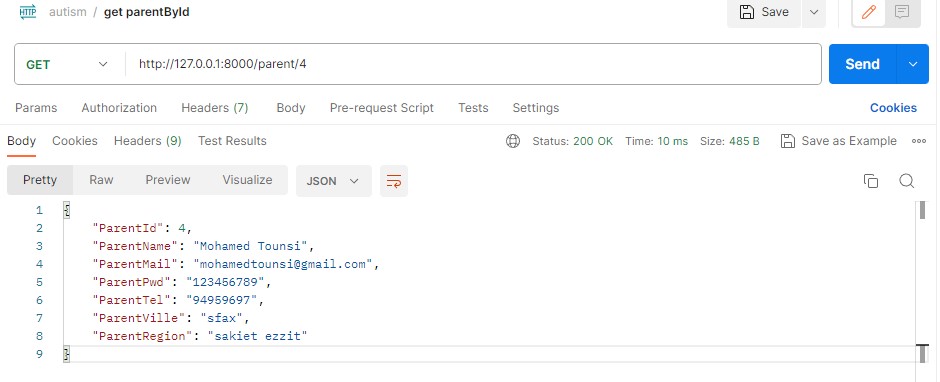 HTTP autism / get parentById Save
GET http://127.0.0.1:8000/parent/4 Send
Params Authorization Headers (7) Body Pre-request Script Tests Settings Cookies
Body Cookies Headers (9) Test Results Status: 200 OK Time: 10 ms Size: 485 B Save as Example
Pretty Raw Preview Visualize JSON
1 {
2 "ParentId": 4,
3 "ParentName": "Mohamed Tounsi",
4 "ParentMail": "mohamedtounsi@gmail.com",
5 "ParentPwd": "123456789",
6 "ParentTel": "94959697",
7 "ParentVille": "sfax",
8 "ParentRegion": "sakiet ezzit"
9 }